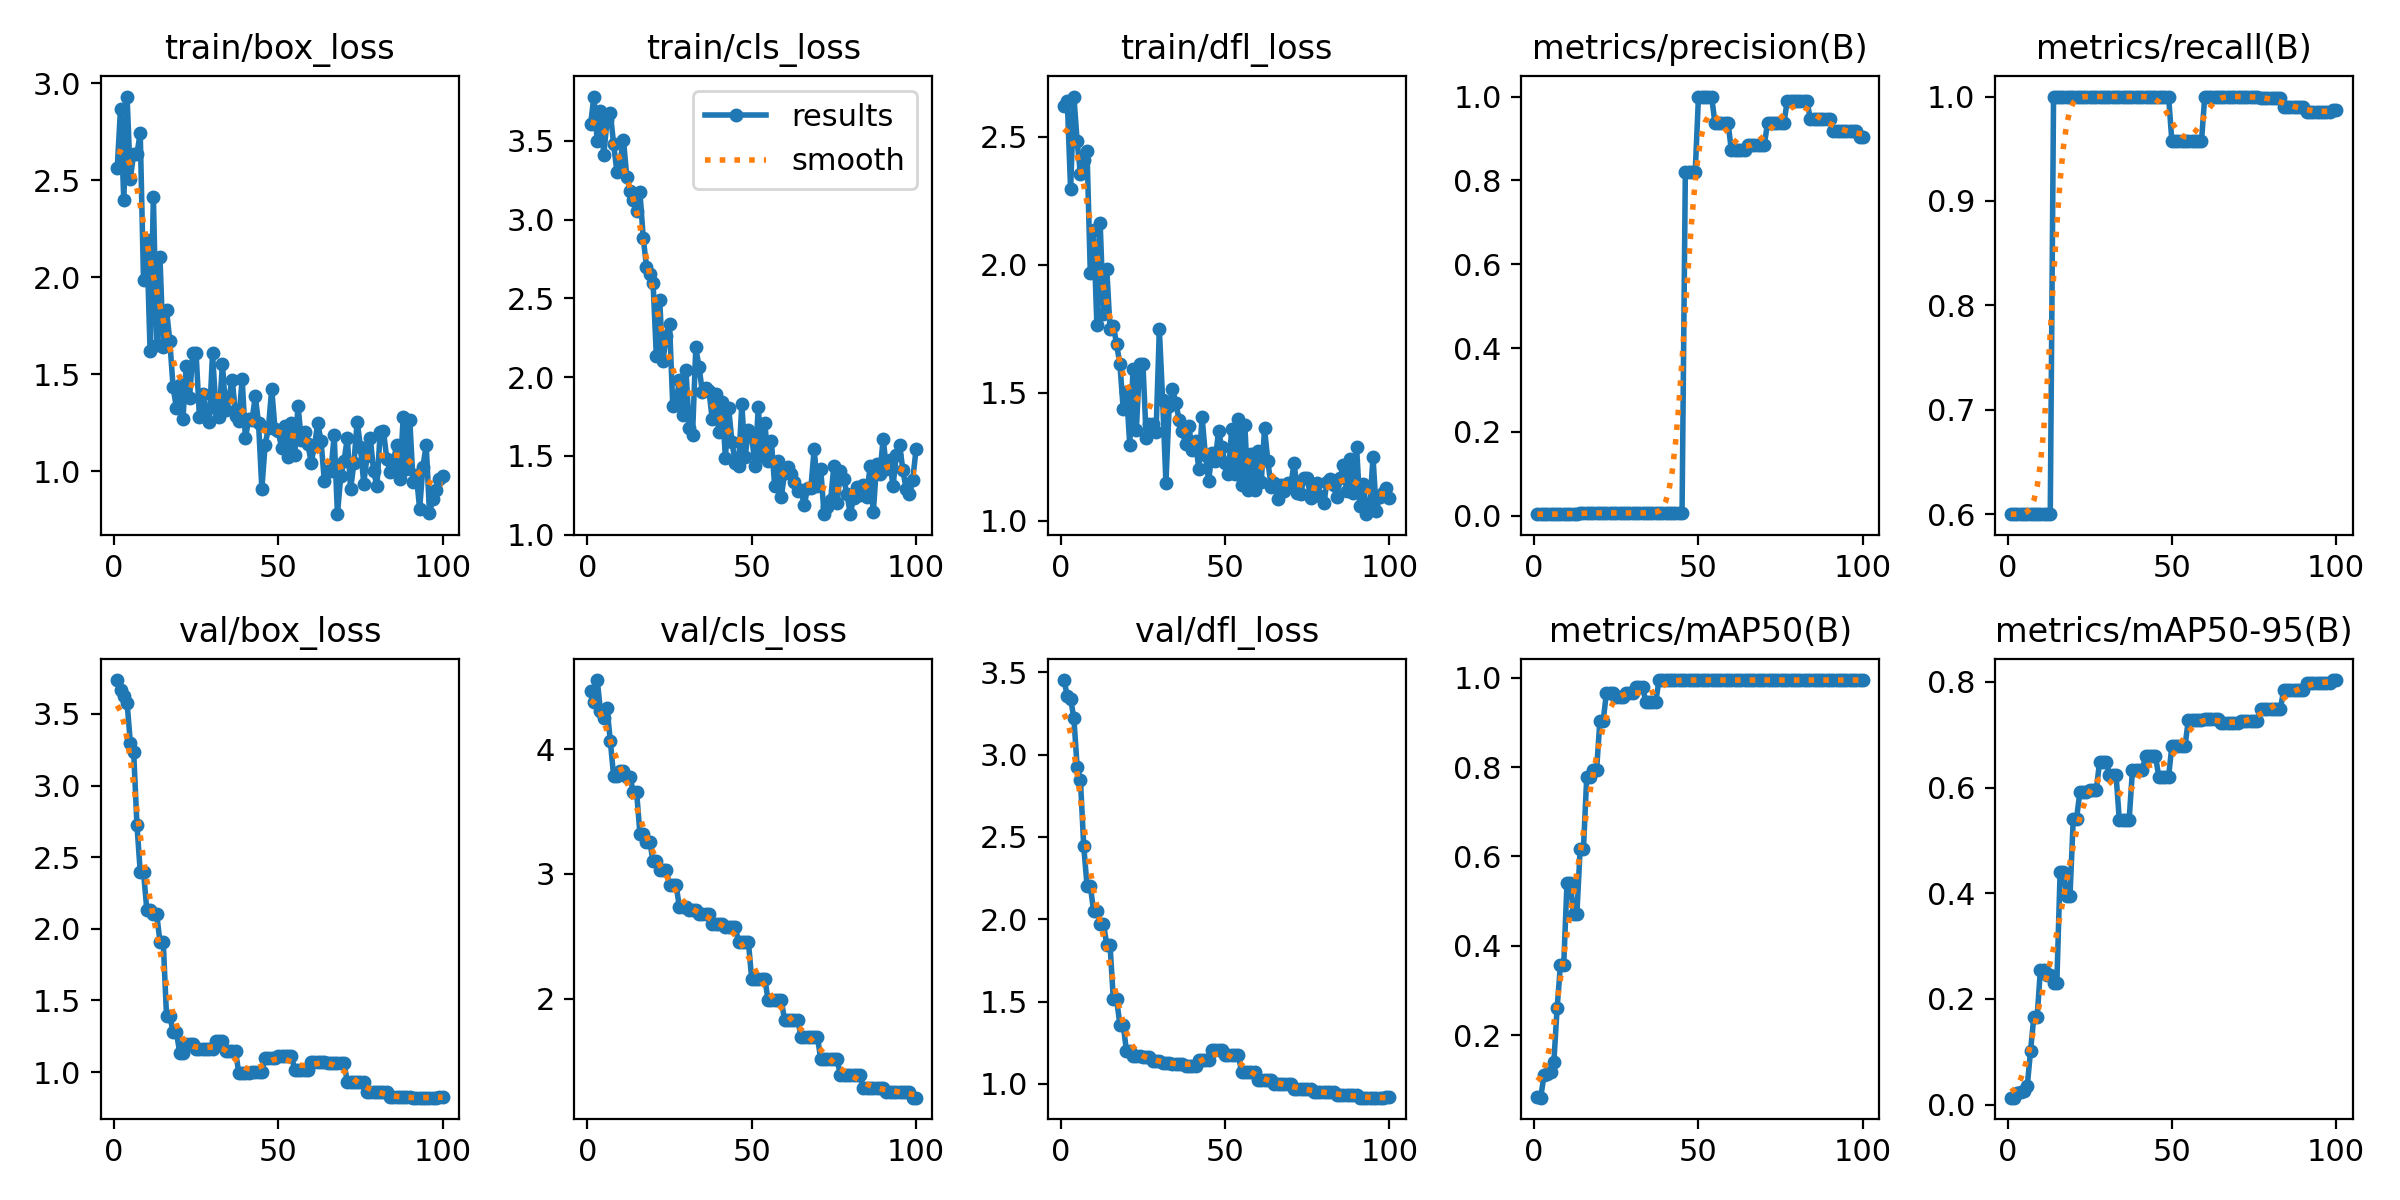 train/box_loss
3.0
2.5
2.0
1.5
1.0
0 50 100
train/cls_loss
results
smooth
3.5
3.0
2.5
2.0
1.5
1.0
0 50 100
train/dfl_loss
2.5
2.0
1.5
1.0
0 50 100
metrics/precision(B)
1.0
0.8
0.6
0.4
0.2
0.0
0 50 100
metrics/recall(B)
1.0
0.9
0.8
0.7
0.6
0 50 100
val/box_loss
3.5
3.0
2.5
2.0
1.5
1.0
0 50 100
val/cls_loss
4
3
2
0 50 100
val/dfl_loss
3.5
3.0
2.5
2.0
1.5
1.0
0 50 100
metrics/mAP50(B)
1.0
0.8
0.6
0.4
0.2
0 50 100
metrics/mAP50-95(B)
0.8
0.6
0.4
0.2
0.0
0 50 100